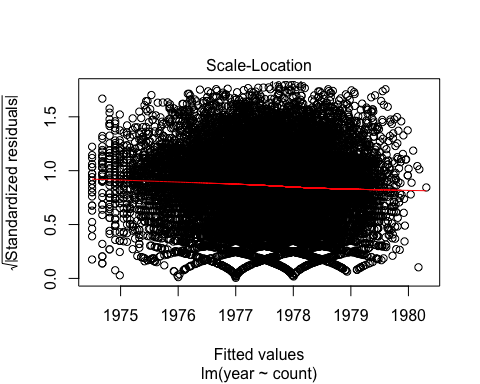 Scale-Location
√|Standardized residuals|
1.5
1.0
0.5
0.0
1975 1976 1977 1978 1979 1980
Fitted values
lm(year ~ count)